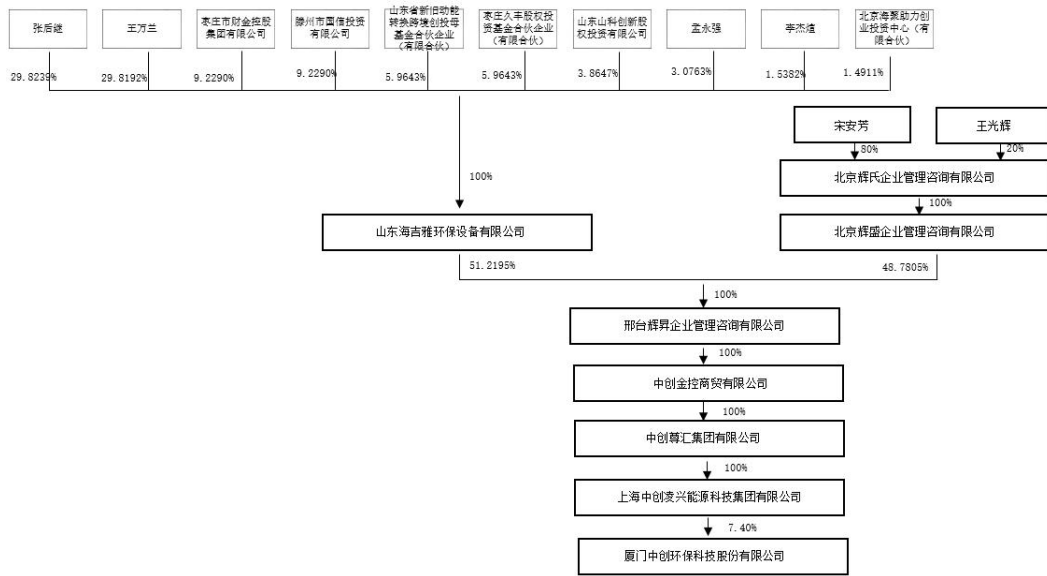 张后继
王万兰
枣庄市财金控股
集团有限公司
滕州市国信投资
有限公司
山东省新旧动能
转换跨境创投母
基金合伙企业
（有限合伙）
枣庄久丰股权投
资基金合伙企业
（有限合伙）
山东山科创新股
权投资有限公司
孟永强
李杰煊
北京海聚助力创
业投资中心（有
限合伙）
29.8239%
29.8192%
9.2290%
9.2290%
5.9643%
5.9643%
3.8647%
3.0763%
1.5382%
1.4911%
宋安芳
王光辉
80%
20%
100%
北京辉氏企业管理咨询有限公司
100%
山东海吉雅环保设备有限公司
北京辉盛企业管理咨询有限公司
51.2195%
48.7805%
100%
邢台辉昇企业管理咨询有限公司
100%
中创金控商贸有限公司
100%
中创尊汇集团有限公司
100%
上海中创凌兴能源科技集团有限公司
7.40%
厦门中创环保科技股份有限公司